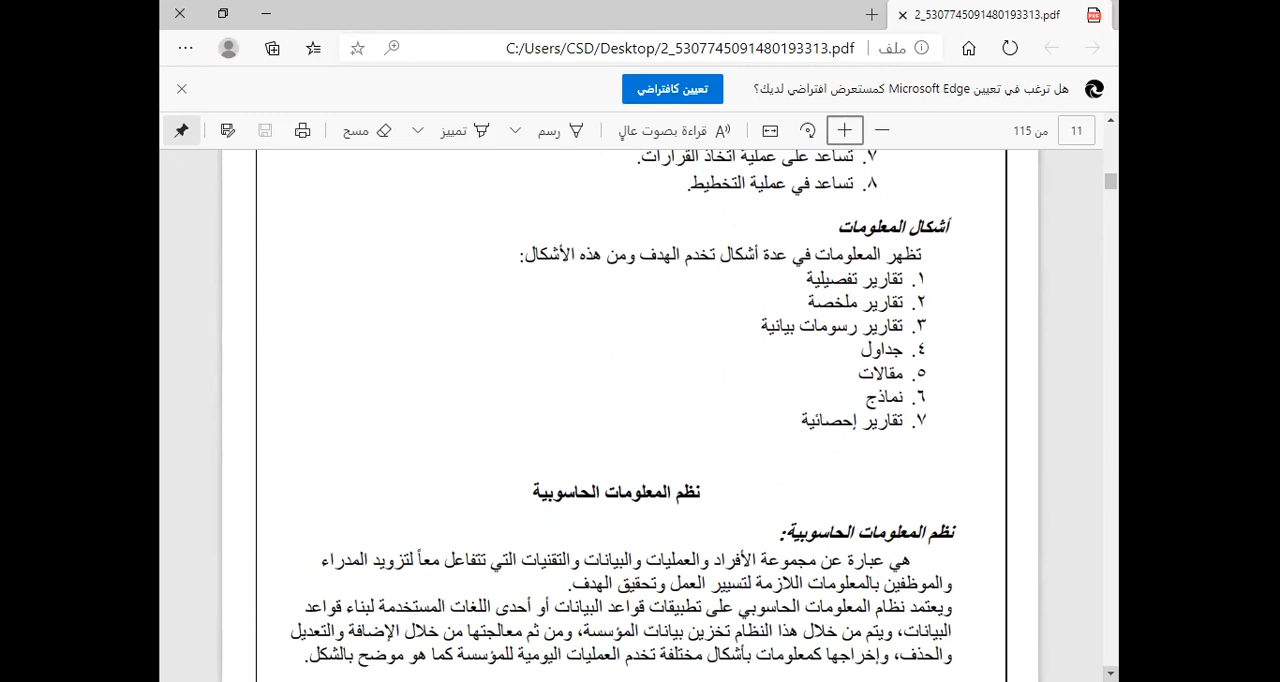 2_5307745091480193313.pdf
C:/Users/CSD/Desktop/2_5307745091480193313.pdf
ملف
هل ترغب في تعيين Microsoft Edge كمستعرض افتراضي لديك؟
تعيين كافتراضي
11 من 115
قراءة بصوت عالٍ
رسم
تمييز
مسح
٧. تساعد على عملية اتخاذ القرارات.
٨. تساعد في عملية التخطيط.
أشكال المعلومات
تظهر المعلومات في عدة أشكال تخدم الهدف ومن هذه الأشكال:
١. تقارير تفصيلية
٢. تقارير ملخصة
٣. تقارير رسومات بيانية
٤. جداول
٥. مقالات
٦. نماذج
٧. تقارير إحصائية
نظم المعلومات الحاسوبية
نظم المعلومات الحاسوبية:
هي عبارة عن مجموعة الأفراد والعمليات والبيانات والتقنيات التي تتفاعل معاً لتزويد المدراء
والموظفين بالمعلومات اللازمة لتسيير العمل وتحقيق الهدف.
ويعتمد نظام المعلومات الحاسوبي على تطبيقات قواعد البيانات أو أحدى اللغات المستخدمة لبناء قواعد
البيانات، ويتم من خلال هذا النظام تخزين بيانات المؤسسة، ومن ثم معالجتها من خلال الإضافة والتعديل
والحذف، وإخراجها كمعلومات بأشكال مختلفة تخدم العمليات اليومية للمؤسسة كما هو موضح بالشكل.